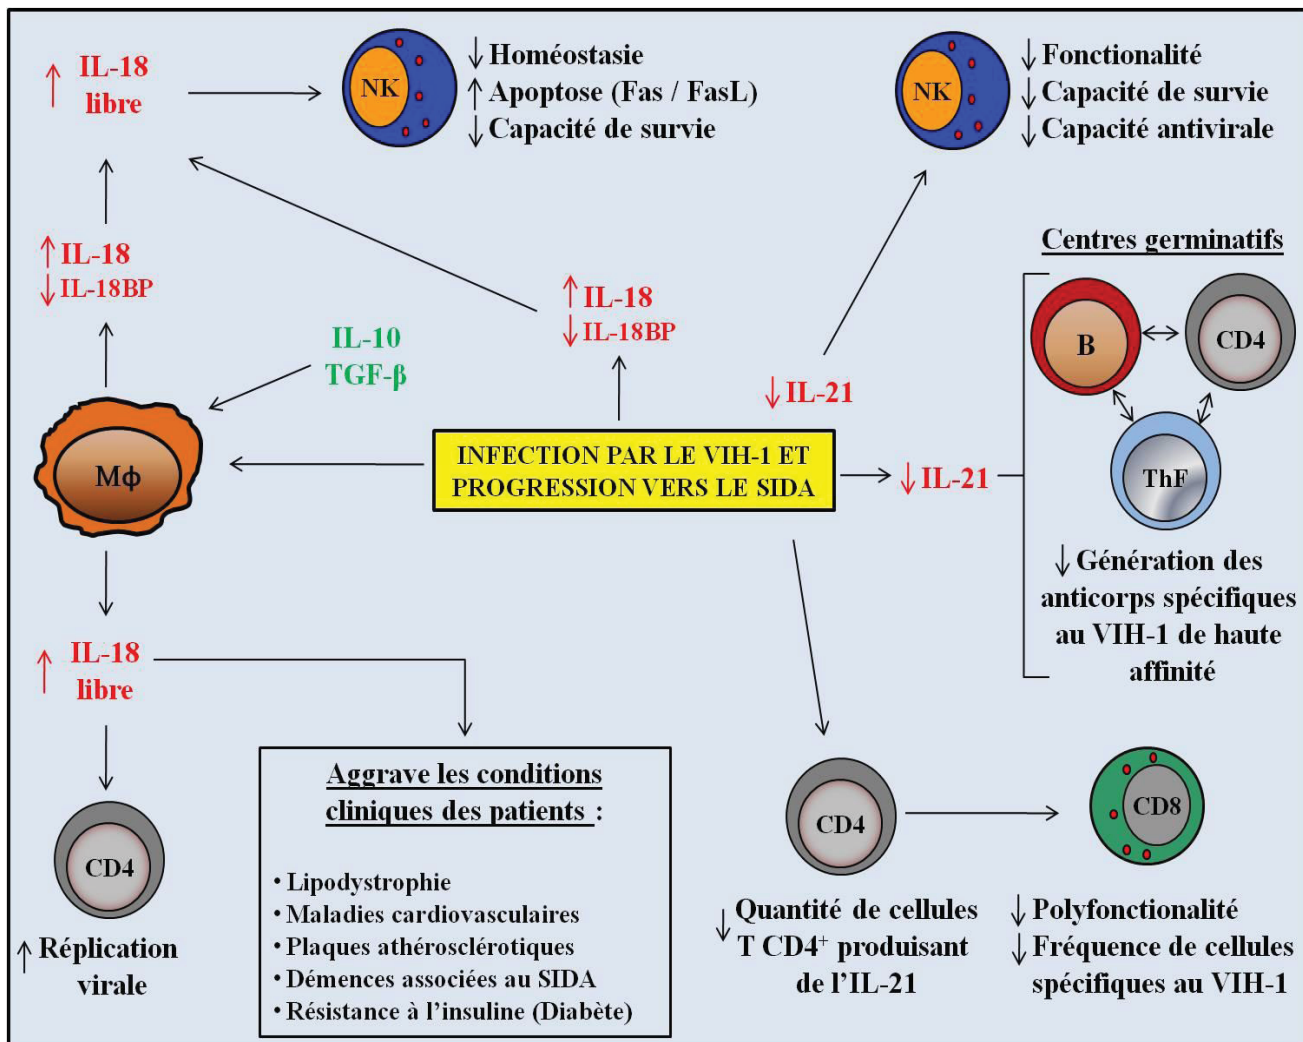 ↑ IL-18
libre
NK
↓ Homéostasie
↑ Apoptose (Fas / FasL)
↓ Capacité de survie
NK
↓ Fonctionalité
↓ Capacité de survie
↓ Capacité antivirale
↑ IL-18
↓ IL-18BP
IL-10
TGF-β
↑ IL-18
↓ IL-18BP
↓ IL-21
Centres germinatifs
B
CD4
ThF
Mϕ
INFECTION PAR LE VIH-1 ET
PROGRESSION VERS LE SIDA
↓ IL-21
↓ Génération des
anticorps spécifiques
au VIH-1 de haute
affinité
↑ IL-18
libre
CD4
↑ Réplication
virale
Aggrave les conditions
cliniques des patients :
• Lipodystrophie
• Maladies cardiovasculaires
• Plaques athérosclérotiques
• Démences associées au SIDA
• Résistance à l’insuline (Diabète)
CD4
↓ Quantité de cellules
T CD4⁺ produisant
de l’IL-21
CD8
↓ Polyfonctionalité
↓ Fréquence de cellules
spécifiques au VIH-1